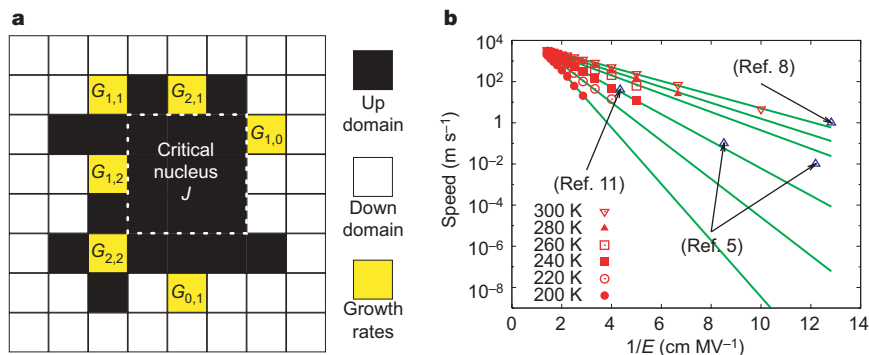 a
G1,1
G2,1
G1,0
Critical
nucleus
J
G1,2
G2,2
G0,1
Up
domain
Down
domain
Growth
rates
b
Speed (m s−1)
10^4
10^2
1
10−2
10−4
10−6
10−8
(Ref. 8)
(Ref. 11)
(Ref. 5)
300 K
280 K
260 K
240 K
220 K
200 K
0 2 4 6 8 10 12 14
1/E (cm MV−1)